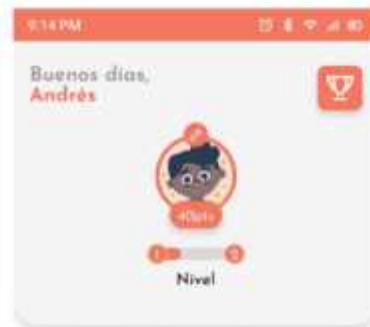 9:14 PM
Buenos días,
Andrés
40pts
1 2
Nivel